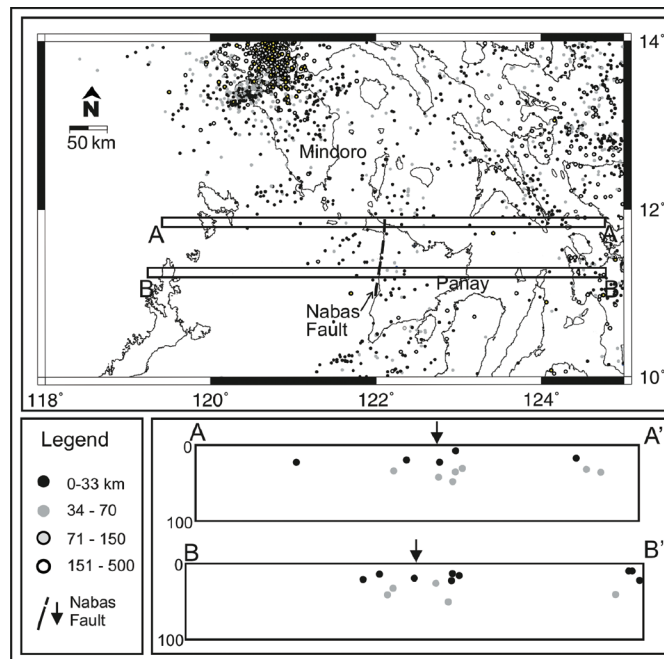 14˚
N
50 km
Mindoro
12˚
A
A'
B
B'
Panay
Nabas
Fault
10˚
118˚
120˚
122˚
124˚
Legend
0-33 km
34 - 70
71 - 150
151 - 500
Nabas
Fault
A
A'
0
100
B
B'
0
100